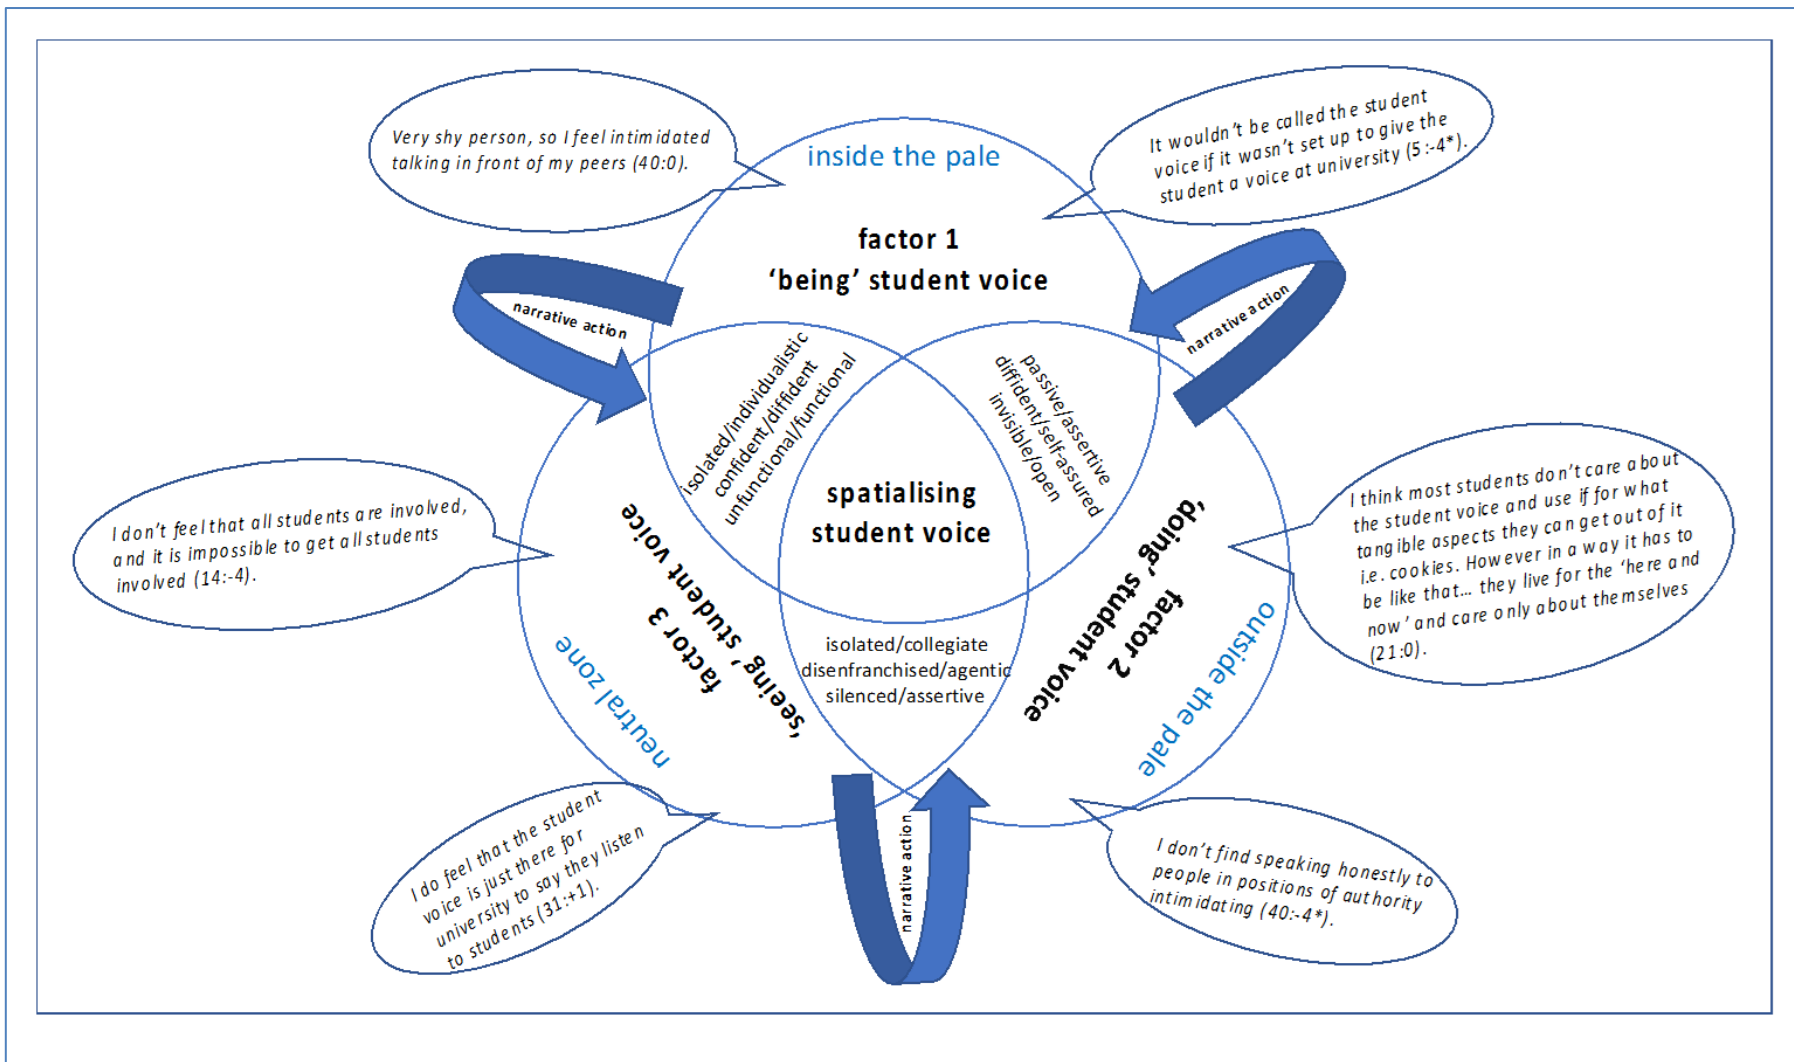 Very shy person, so I feel intimidated
talking in front of my peers (40:0).
inside the pale
It wouldn't be called the student
voice if it wasn't set up to give the
student a voice at university (5:-4*).
factor 1
'being' student voice
narrative action
narrative action
isolated/individualistic
confident/diffident
unfunctional/functional
passive/assertive
diffident/self-assured
invisible/open
spatialising
student voice
I don't feel that all students are involved,
and it is impossible to get all students
involved (14:-4).
I think most students don't care about
the student voice and use if for what
tangible aspects they can get out of it
i.e. cookies. However in a way it has to
be like that... they live for the 'here and
now' and care only about themselves
(21:0).
'seeing' student voice
factor 3
neutral zone
'doing' student voice
factor 2
outside the pale
isolated/collegiate
disenfranchised/agentic
silenced/assertive
narrative action
I do feel that the student
voice is just there for
university to say they listen
to students (31:+1).
I don't find speaking honestly to
people in positions of authority
intimidating (40:-4*).